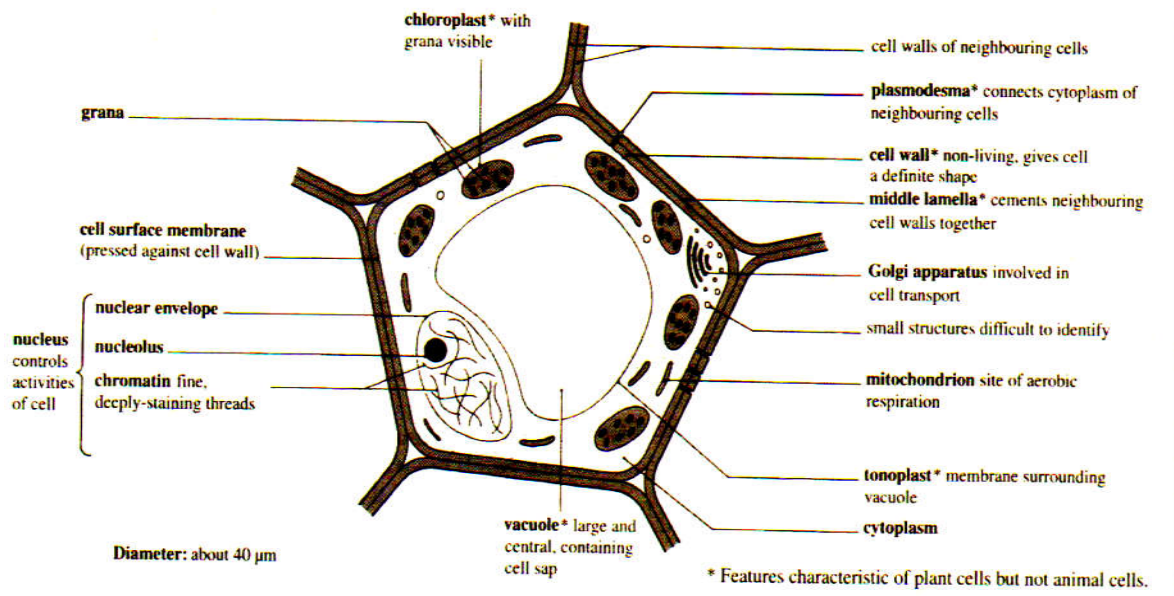 chloroplast* with
grana visible
grana
cell surface membrane
(pressed against cell wall)
nucleus
controls
activities
of cell
nuclear envelope
nucleolus
chromatin fine,
deeply-staining threads
Diameter: about 40 µm
vacuole* large and
central, containing
cell sap
cell walls of neighbouring cells
plasmodesma* connects cytoplasm of
neighbouring cells
cell wall* non-living, gives cell
a definite shape
middle lamella* cements neighbouring
cell walls together
Golgi apparatus involved in
cell transport
small structures difficult to identify
mitochondrion site of aerobic
respiration
tonoplast* membrane surrounding
vacuole
cytoplasm
* Features characteristic of plant cells but not animal cells.